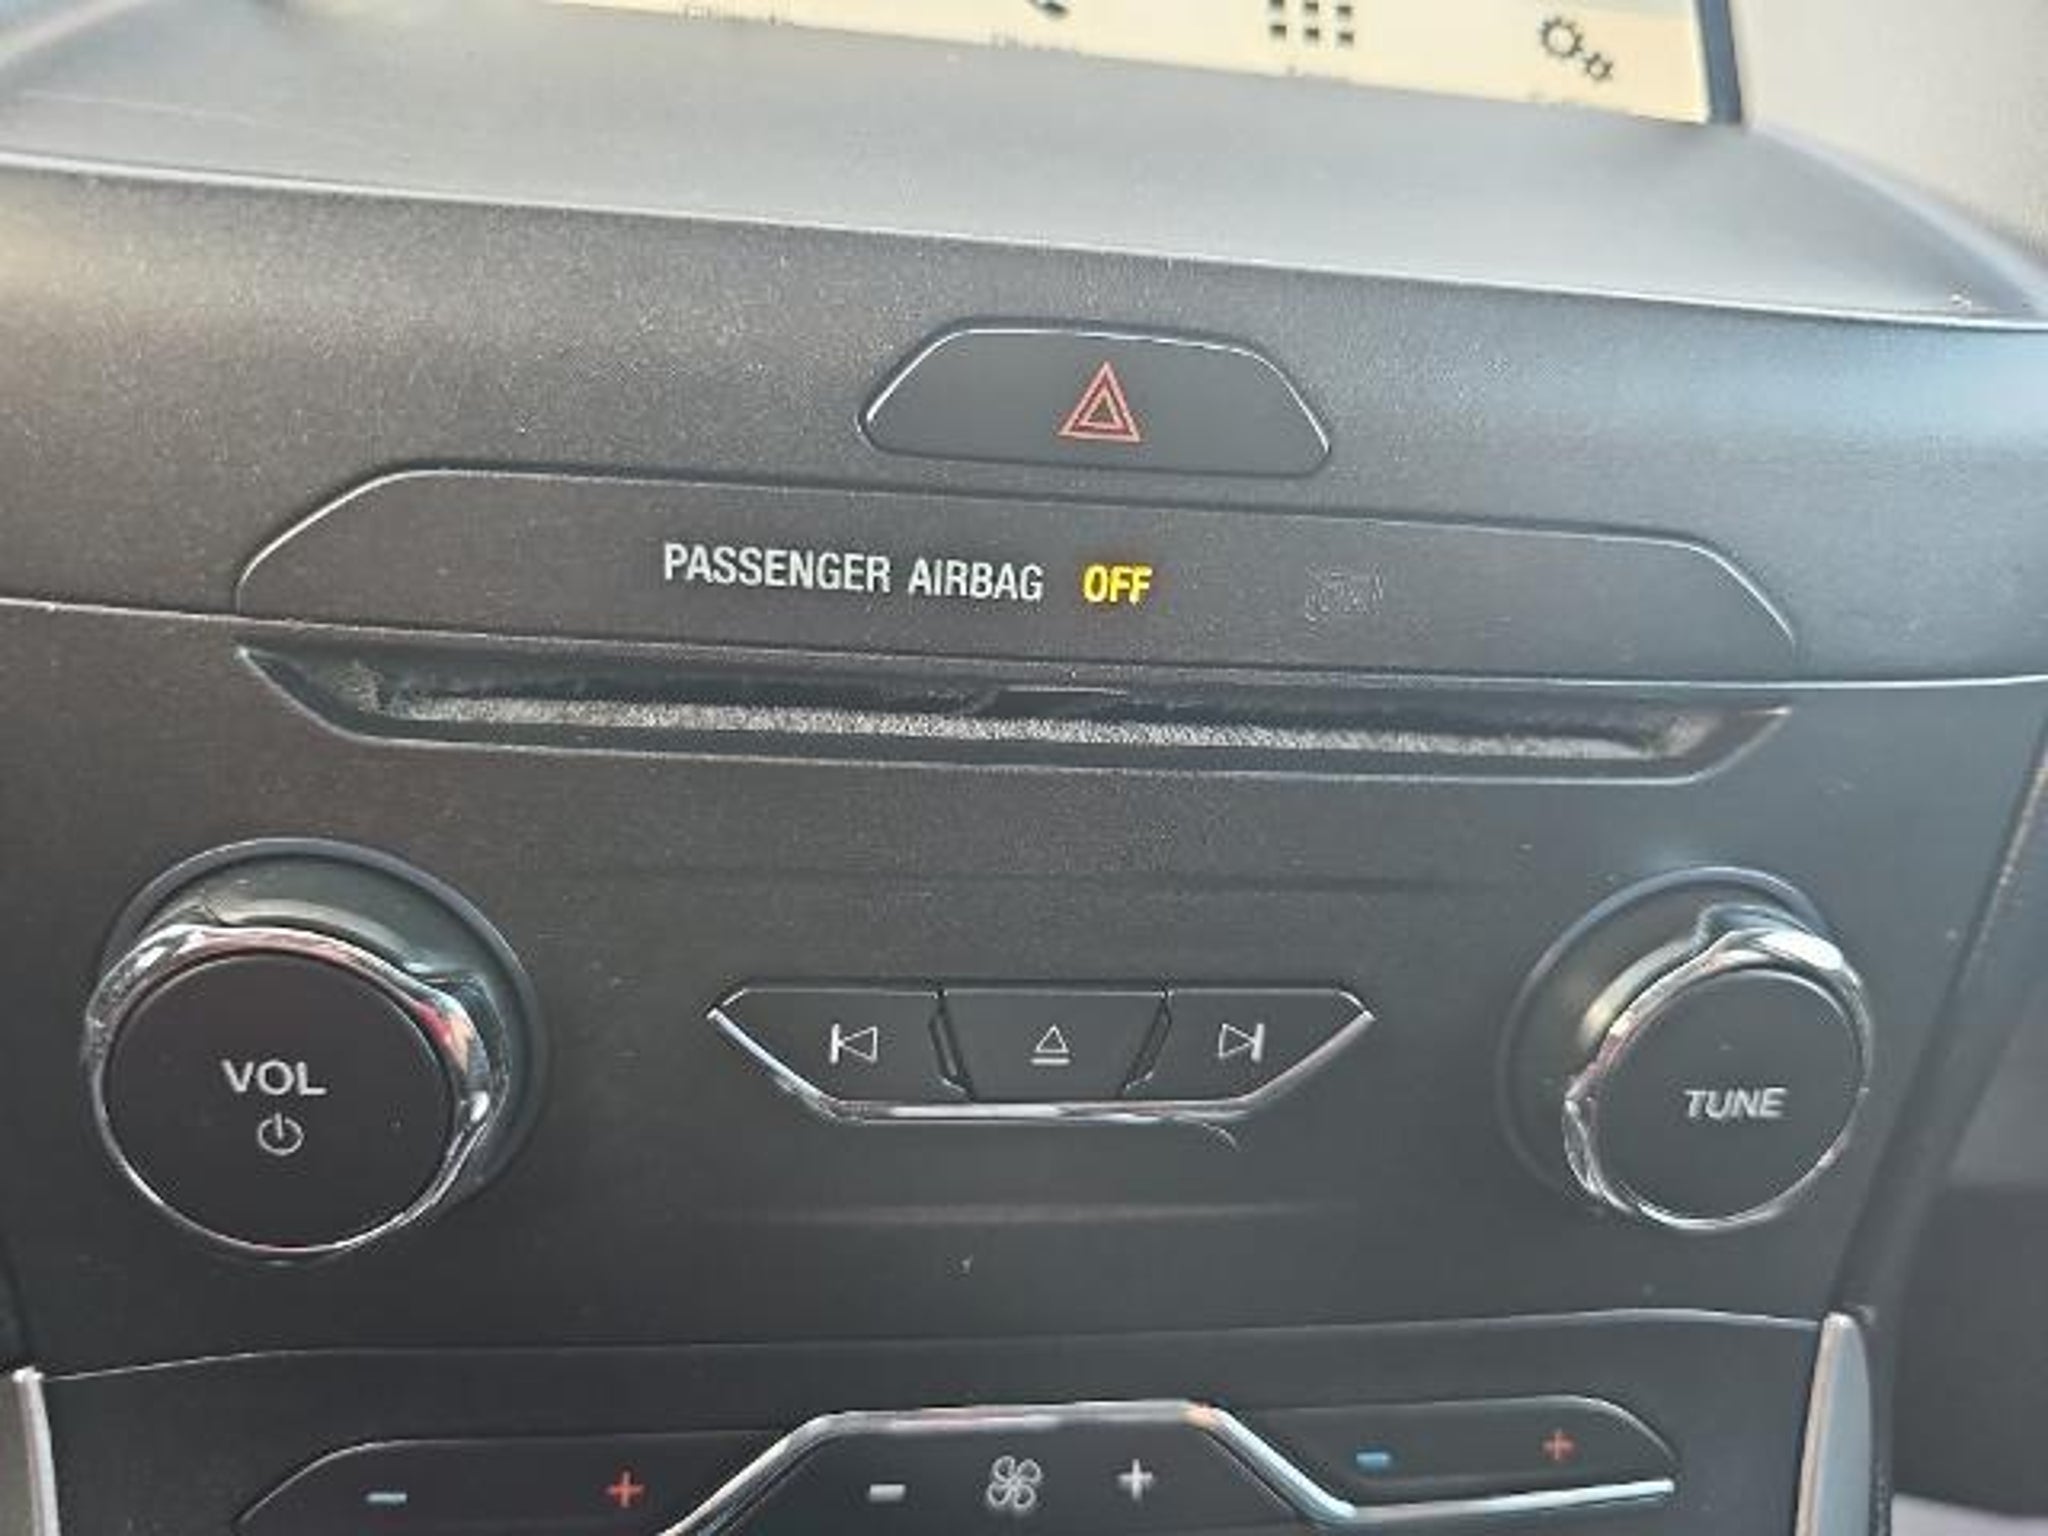 PASSENGER AIRBAG OFF
VOL
TUNE